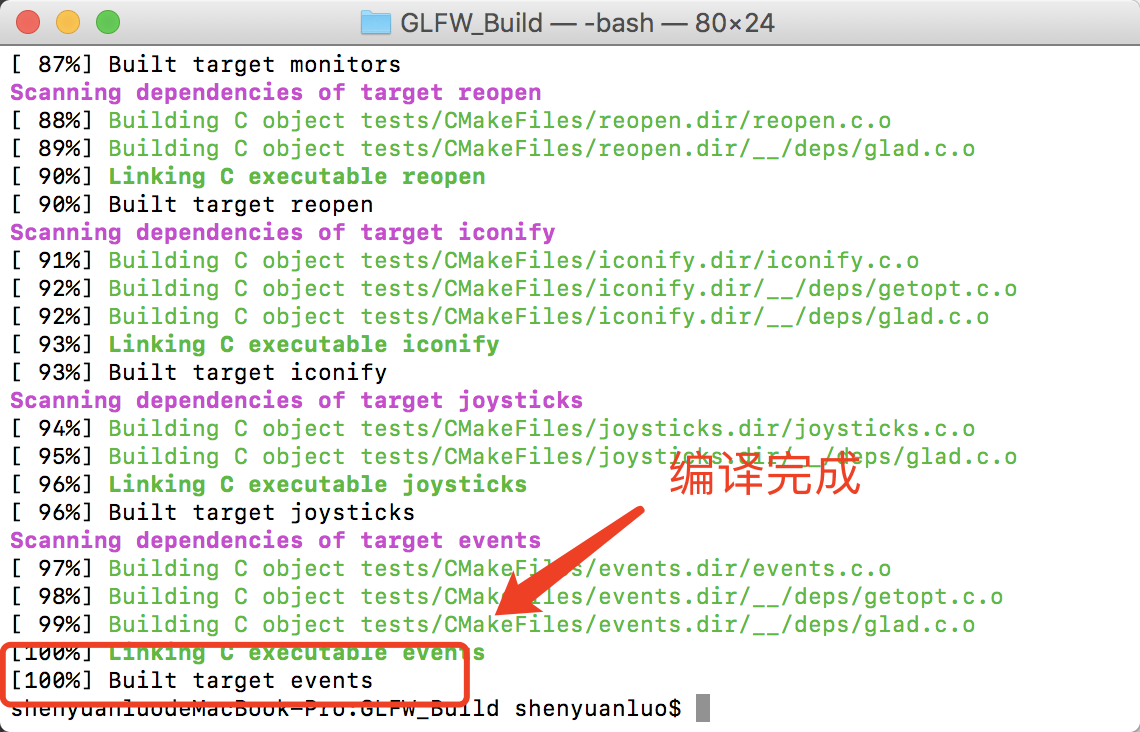 GLFW_Build — -bash — 80×24
[ 87%] Built target monitors
Scanning dependencies of target reopen
[ 88%] Building C object tests/CMakeFiles/reopen.dir/reopen.c.o
[ 89%] Building C object tests/CMakeFiles/reopen.dir/__/deps/glad.c.o
[ 90%] Linking C executable reopen
[ 90%] Built target reopen
Scanning dependencies of target iconify
[ 91%] Building C object tests/CMakeFiles/iconify.dir/iconify.c.o
[ 92%] Building C object tests/CMakeFiles/iconify.dir/__/deps/getopt.c.o
[ 92%] Building C object tests/CMakeFiles/iconify.dir/__/deps/glad.c.o
[ 93%] Linking C executable iconify
[ 93%] Built target iconify
Scanning dependencies of target joysticks
[ 94%] Building C object tests/CMakeFiles/joysticks.dir/joysticks.c.o
[ 95%] Building C object tests/CMakeFiles/joysticks.dir/__/deps/glad.c.o
编译完成
[ 96%] Linking C executable joysticks
[ 96%] Built target joysticks
Scanning dependencies of target events
[ 97%] Building C object tests/CMakeFiles/events.dir/events.c.o
[ 98%] Building C object tests/CMakeFiles/events.dir/__/deps/getopt.c.o
[ 99%] Building C object tests/CMakeFiles/events.dir/__/deps/glad.c.o
[100%] Linking C executable events
[100%] Built target events
shenyuanluodeMacBook-Pro:GLFW_Build shenyuanluo$